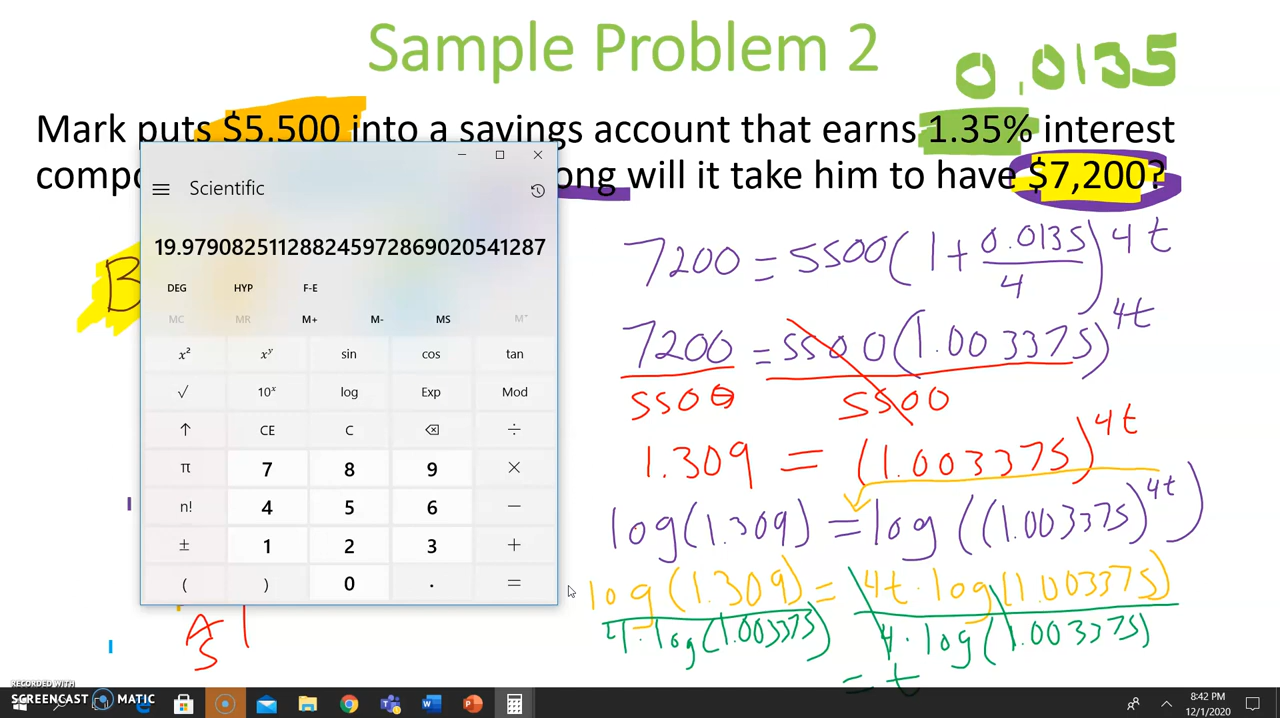 Sample Problem 2
0.0135
Mark puts $5,500 into a savings account that earns 1.35% interest
compo ong will it take him to have $7,200?
Scientific
19.979082511288245972869020541287
DEG HYP F-E
MC MR M+ M- MS M˅
x² xʸ sin cos tan
√ 10ˣ log Exp Mod
↑ CE C ⌫ ÷
π 7 8 9 ×
n! 4 5 6 −
± 1 2 3 +
( ) 0 . =
B
A
S
7200 = 5500(1 + 0.0135/4)^4t
7200 = 5500(1.003375)^4t
5500 5500
1.309 = (1.003375)^4t
log(1.309) = log((1.003375)^4t)
log(1.309) = 4t · log(1.003375)
4 · log(1.003375) 4 · log(1.003375)
= t
RECORDED WITH
SCREENCAST MATIC
8:42 PM
12/1/2020